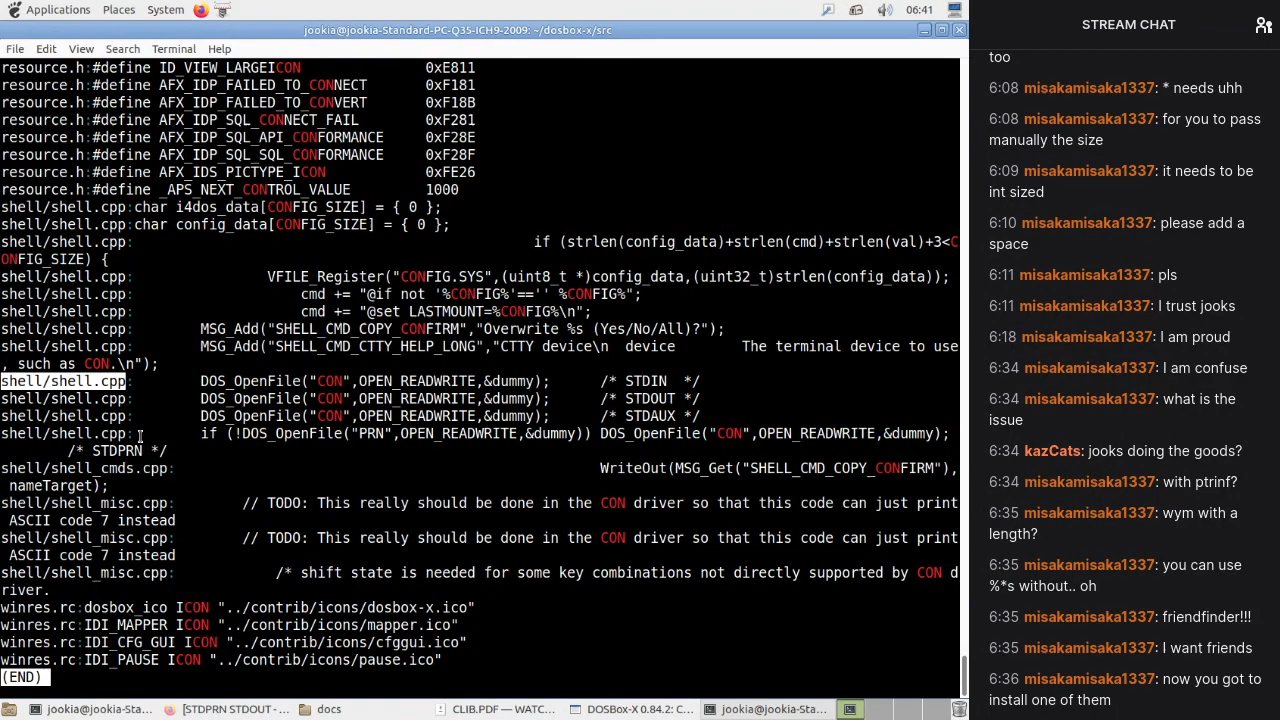 Applications Places System 06:41
jookia@jookia-Standard-PC-Q35-ICH9-2009: ~/dosbox-x/src
File Edit View Search Terminal Help
resource.h:#define ID_VIEW_LARGEICON 0xE811
resource.h:#define AFX_IDP_FAILED_TO_CONNECT 0xF181
resource.h:#define AFX_IDP_FAILED_TO_CONVERT 0xF18B
resource.h:#define AFX_IDP_SQL_CONNECT_FAIL 0xF281
resource.h:#define AFX_IDP_SQL_API_CONFORMANCE 0xF28E
resource.h:#define AFX_IDP_SQL_SQL_CONFORMANCE 0xF28F
resource.h:#define AFX_IDS_PICTYPE_ICON 0xFE26
resource.h:#define _APS_NEXT_CONTROL_VALUE 1000
shell/shell.cpp:char i4dos_data[CONFIG_SIZE] = { 0 };
shell/shell.cpp:char config_data[CONFIG_SIZE] = { 0 };
shell/shell.cpp: if (strlen(config_data)+strlen(cmd)+strlen(val)+3<C
ONFIG_SIZE) {
shell/shell.cpp: VFILE_Register("CONFIG.SYS",(uint8_t *)config_data,(uint32_t)strlen(config_data));
shell/shell.cpp: cmd += "@if not '%CONFIG%'=='' %CONFIG%";
shell/shell.cpp: cmd += "@set LASTMOUNT=%CONFIG%\n";
shell/shell.cpp: MSG_Add("SHELL_CMD_COPY_CONFIRM","Overwrite %s (Yes/No/All)?");
shell/shell.cpp: MSG_Add("SHELL_CMD_CTTY_HELP_LONG","CTTY device\n device The terminal device to use
, such as CON.\n");
shell/shell.cpp: DOS_OpenFile("CON",OPEN_READWRITE,&dummy); /* STDIN */
shell/shell.cpp: DOS_OpenFile("CON",OPEN_READWRITE,&dummy); /* STDOUT */
shell/shell.cpp: DOS_OpenFile("CON",OPEN_READWRITE,&dummy); /* STDAUX */
shell/shell.cpp: if (!DOS_OpenFile("PRN",OPEN_READWRITE,&dummy)) DOS_OpenFile("CON",OPEN_READWRITE,&dummy);
/* STDPRN */
shell/shell_cmds.cpp: WriteOut(MSG_Get("SHELL_CMD_COPY_CONFIRM"),
nameTarget);
shell/shell_misc.cpp: // TODO: This really should be done in the CON driver so that this code can just print
ASCII code 7 instead
shell/shell_misc.cpp: // TODO: This really should be done in the CON driver so that this code can just print
ASCII code 7 instead
shell/shell_misc.cpp: /* shift state is needed for some key combinations not directly supported by CON d
river.
winres.rc:dosbox_ico ICON "../contrib/icons/dosbox-x.ico"
winres.rc:IDI_MAPPER ICON "../contrib/icons/mapper.ico"
winres.rc:IDI_CFG_GUI ICON "../contrib/icons/cfggui.ico"
winres.rc:IDI_PAUSE ICON "../contrib/icons/pause.ico"
(END)
jookia@jookia-Sta... [STDPRN STDOUT - ... docs CLIB.PDF — WATC... DOSBox-X 0.84.2: C... jookia@jookia-Sta...
STREAM CHAT
too
6:08 misakamisaka1337: * needs uhh
6:08 misakamisaka1337: for you to pass
manually the size
6:09 misakamisaka1337: it needs to be
int sized
6:10 misakamisaka1337: please add a
space
6:11 misakamisaka1337: pls
6:11 misakamisaka1337: I trust jooks
6:18 misakamisaka1337: I am proud
6:34 misakamisaka1337: I am confuse
6:34 misakamisaka1337: what is the
issue
6:34 kazCats: jooks doing the goods?
6:34 misakamisaka1337: with ptrinf?
6:35 misakamisaka1337: wym with a
length?
6:35 misakamisaka1337: you can use
%*s without.. oh
6:35 misakamisaka1337: friendfinder!!!
6:35 misakamisaka1337: I want friends
6:36 misakamisaka1337: now you got to
install one of them